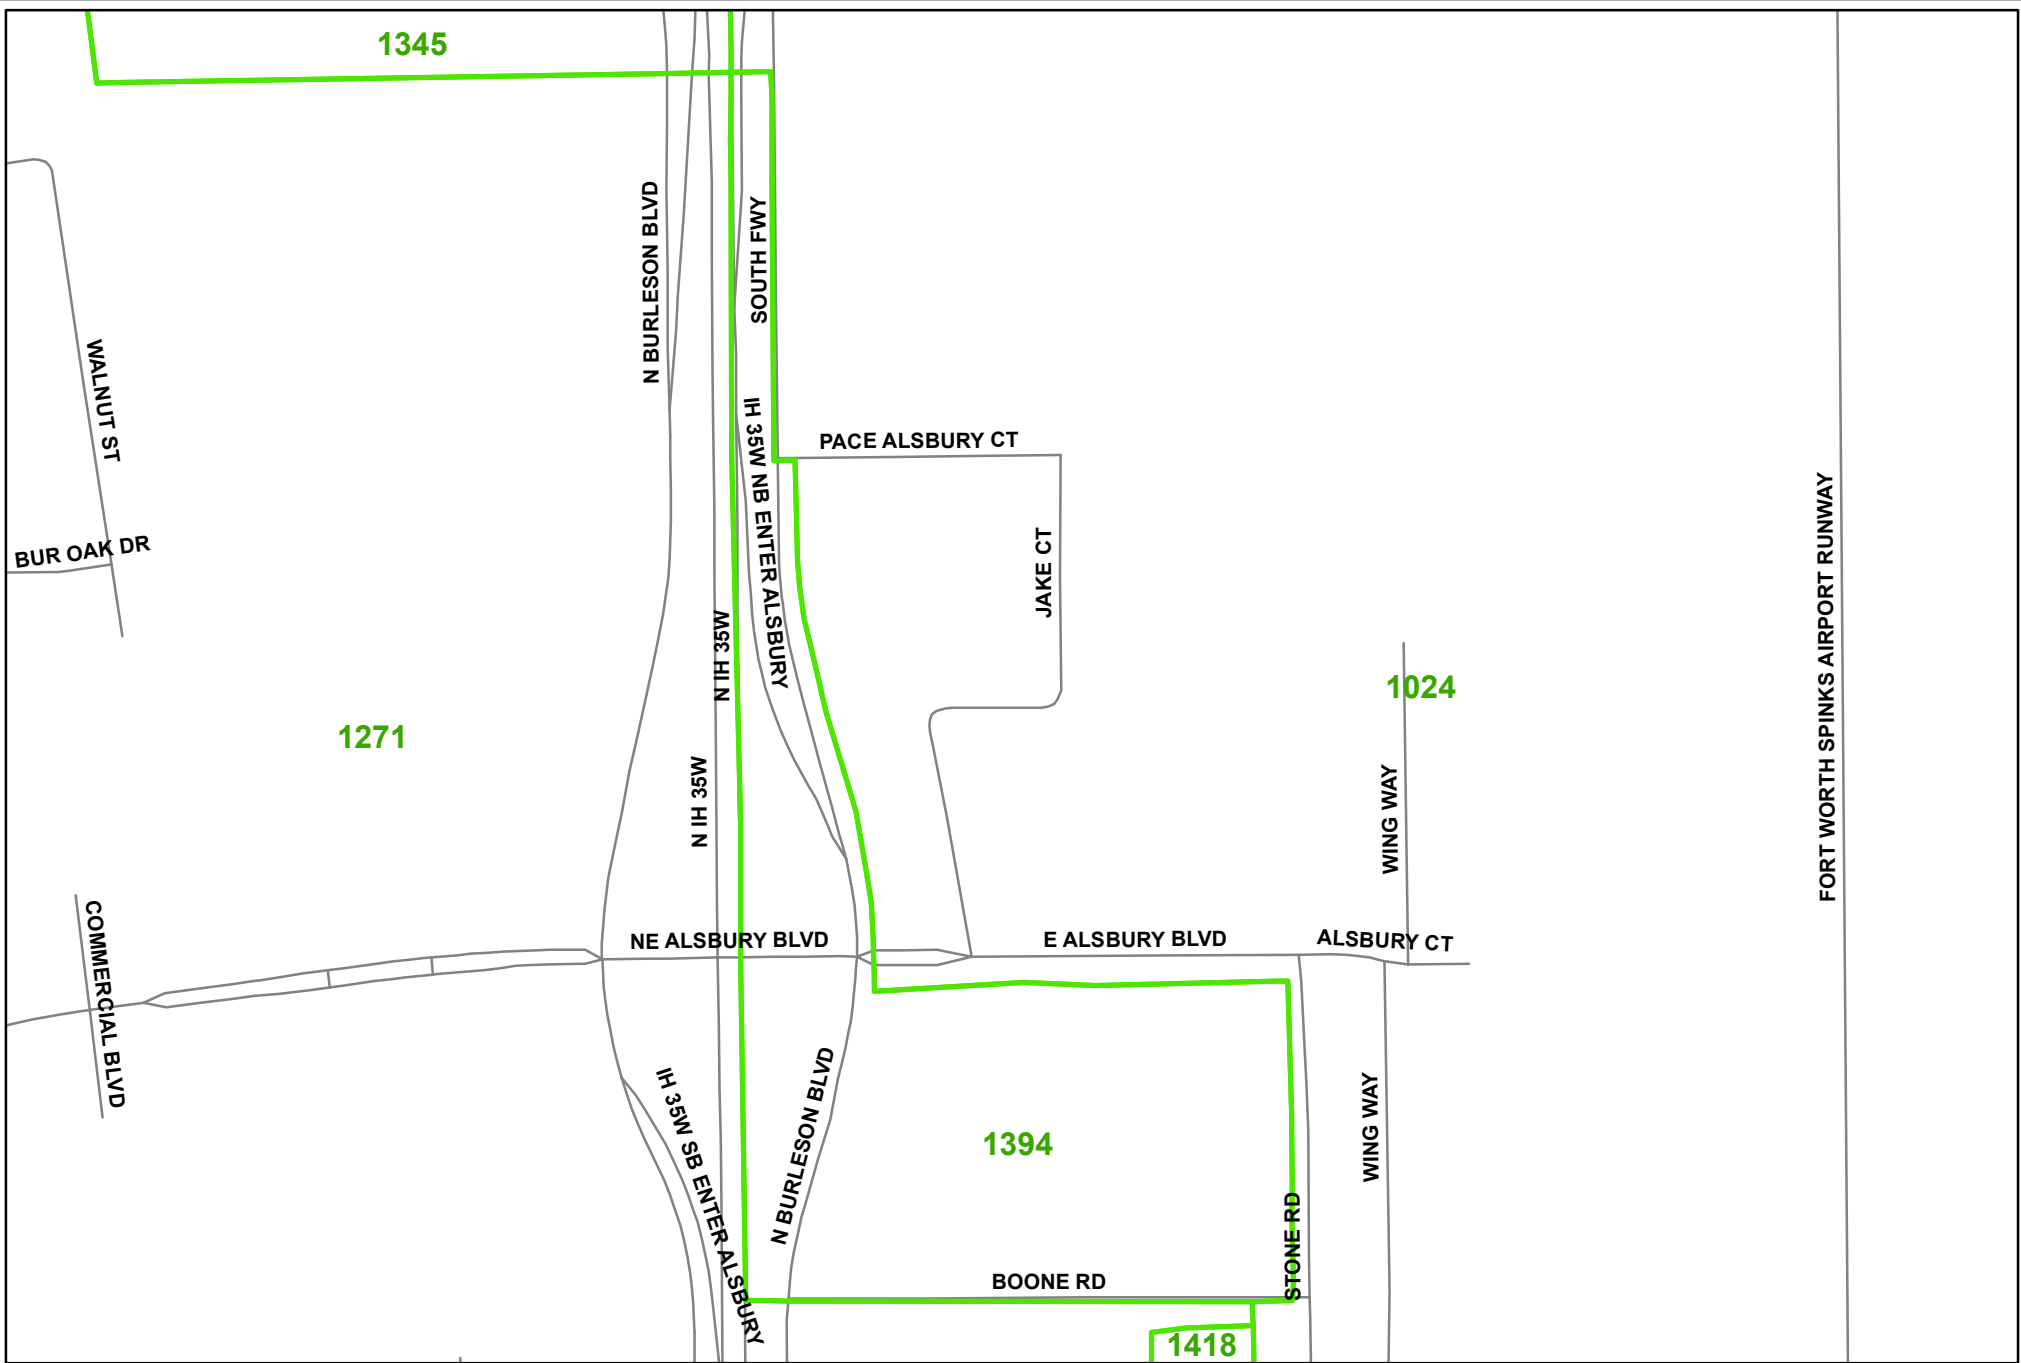 1345
N BURLESON BLVD
SOUTH FWY
WALNUT ST
IH 35W NB ENTER ALSBURY
PACE ALSBURY CT
BUR OAK DR
JAKE CT
FORT WORTH SPINKS AIRPORT RUNWAY
N IH 35W
1024
1271
N IH 35W
WING WAY
COMMERCIAL BLVD
NE ALSBURY BLVD
E ALSBURY BLVD
ALSBURY CT
IH 35W SB ENTER ALSBURY
N BURLESON BLVD
1394
WING WAY
STONE RD
BOONE RD
1418